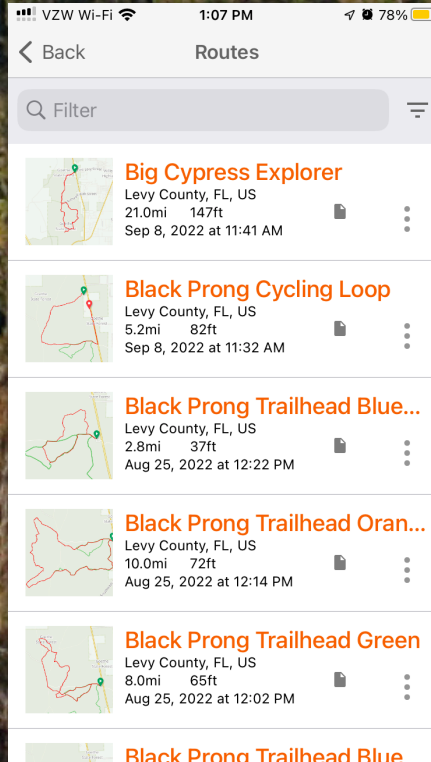 VZW Wi-Fi 1:07 PM 78%
Back Routes
Filter
Big Cypress Explorer
Levy County, FL, US
21.0mi 147ft
Sep 8, 2022 at 11:41 AM
Black Prong Cycling Loop
Levy County, FL, US
5.2mi 82ft
Sep 8, 2022 at 11:32 AM
Black Prong Trailhead Blue...
Levy County, FL, US
2.8mi 37ft
Aug 25, 2022 at 12:22 PM
Black Prong Trailhead Oran...
Levy County, FL, US
10.0mi 72ft
Aug 25, 2022 at 12:14 PM
Black Prong Trailhead Green
Levy County, FL, US
8.0mi 65ft
Aug 25, 2022 at 12:02 PM
Black Prong Trailhead Blue